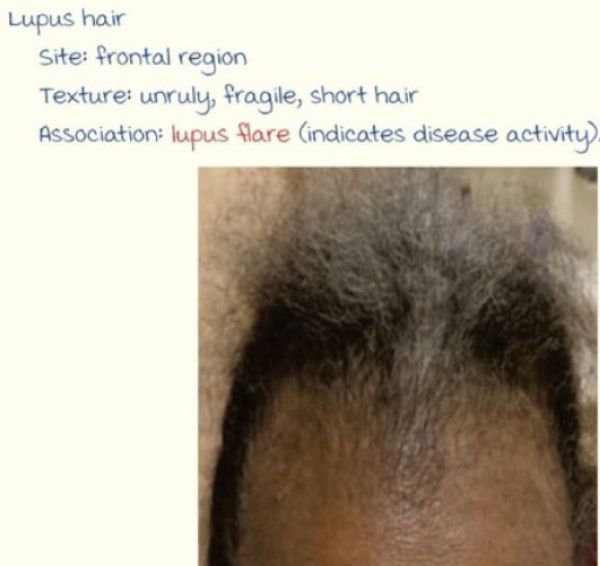 Lupus hair
Site: frontal region
Texture: unruly, fragile, short hair
Association: lupus flare (indicates disease activity).